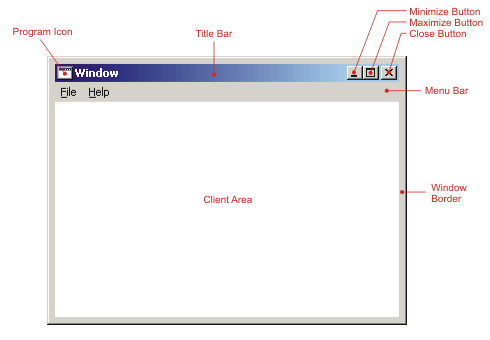 Minimize Button
Maximize Button
Close Button
Program Icon
Title Bar
Window
File Help
Menu Bar
Client Area
Window
Border